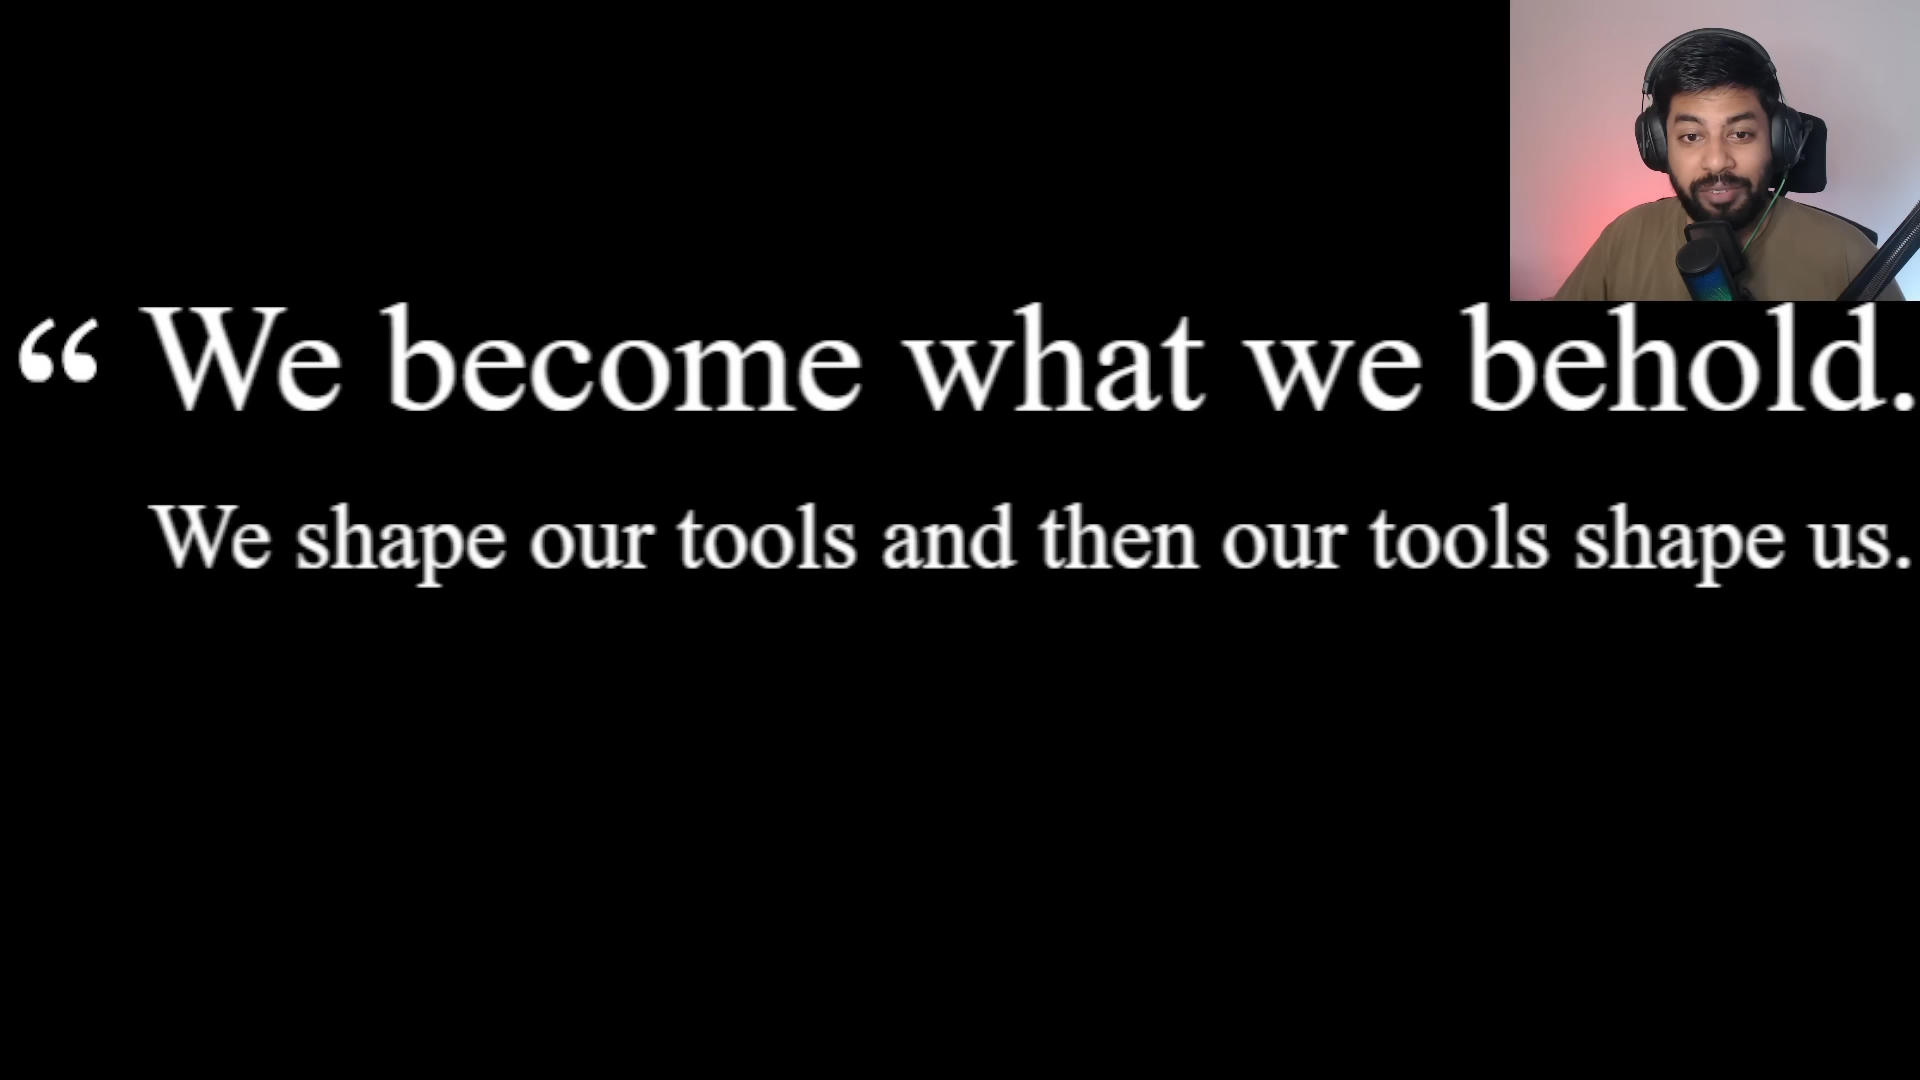 “ We become what we behold.
We shape our tools and then our tools shape us.